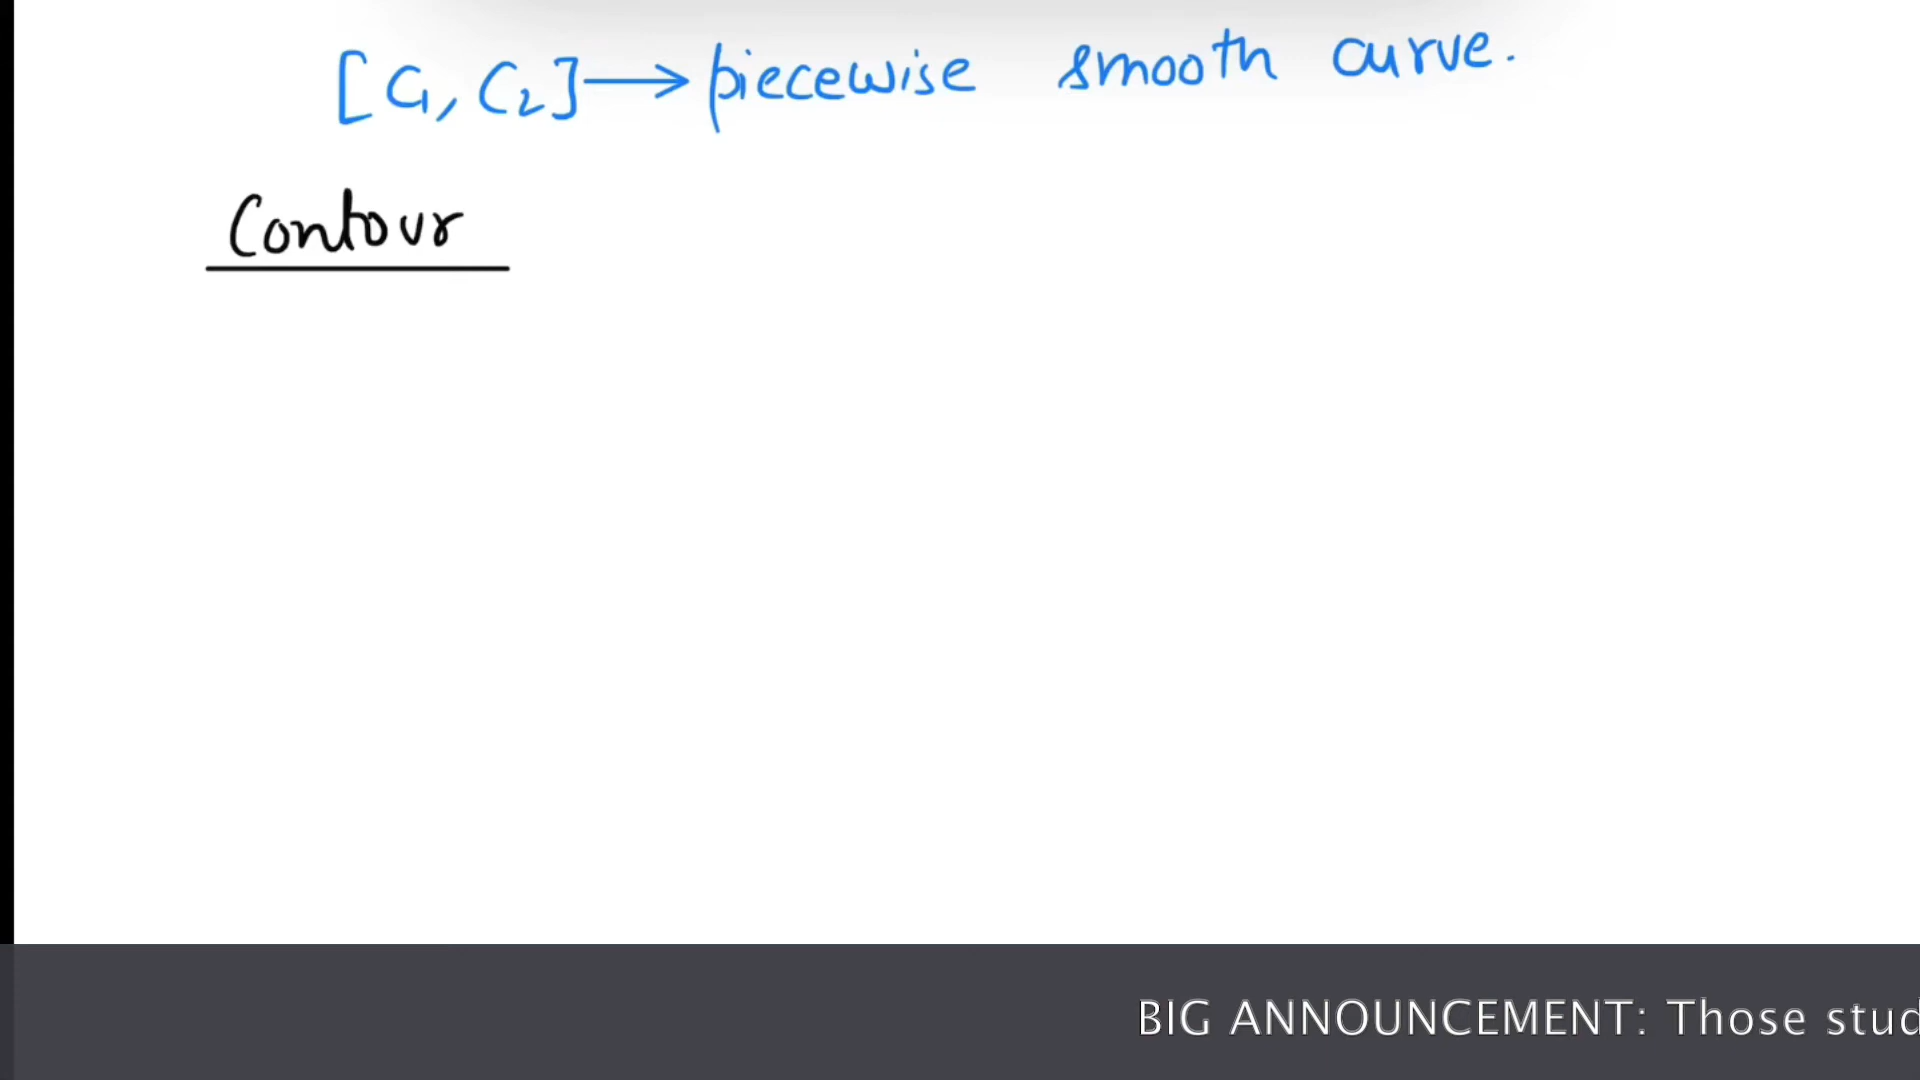 [C1, C2] → piecewise smooth curve.
Contour
BIG ANNOUNCEMENT: Those stud